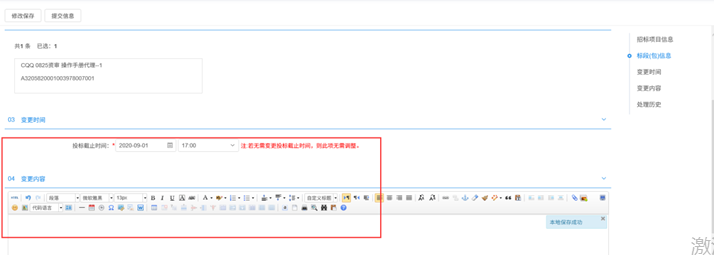 修改保存 提交信息
共1 条 已选：1
CQQ 0825资审 操作手册代理--1
A3205820001003978007001
03 变更时间
投标截止时间：* 2020-09-01 17:00 注:若无需变更投标截止时间，则此项无需调整。
04 变更内容
HTML 段落 微软雅黑 13px 自定义标题
代码语言
本地保存成功
招标项目信息
标段(包)信息
变更时间
变更内容
处理历史
激